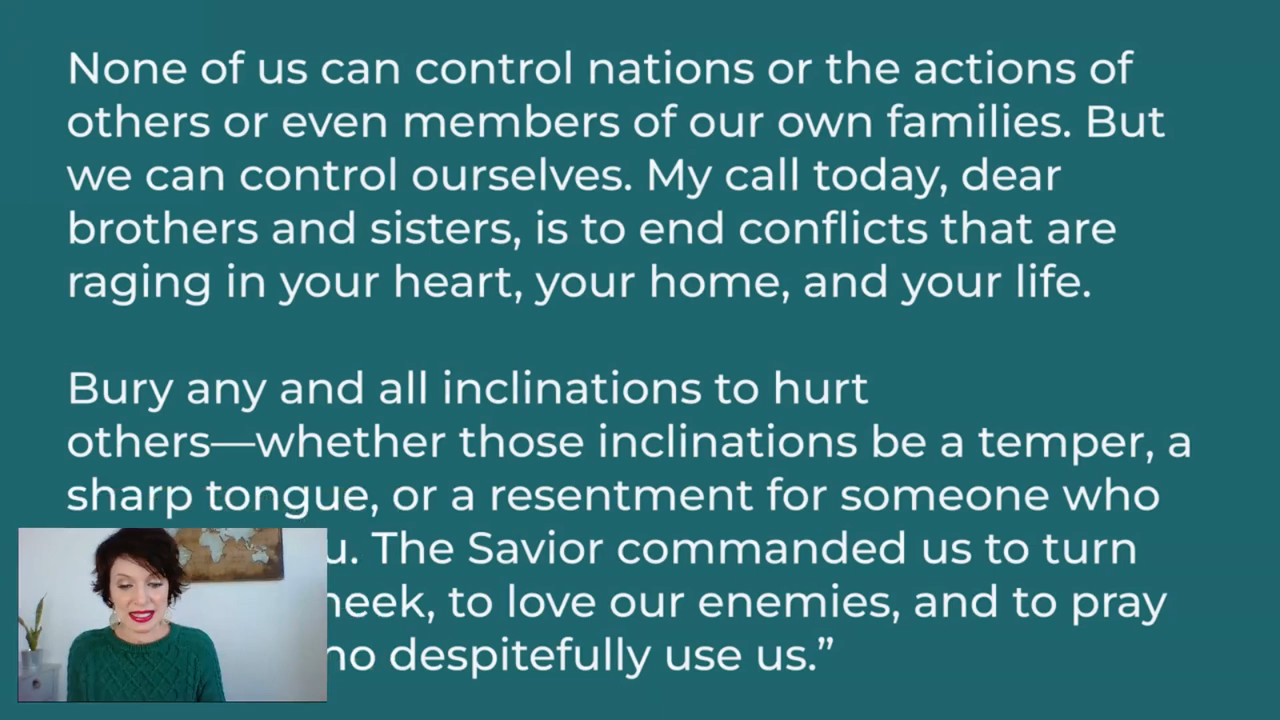 None of us can control nations or the actions of
others or even members of our own families. But
we can control ourselves. My call today, dear
brothers and sisters, is to end conflicts that are
raging in your heart, your home, and your life.
Bury any and all inclinations to hurt
others—whether those inclinations be a temper, a
sharp tongue, or a resentment for someone who
The Savior commanded us to turn
to love our enemies, and to pray
despitefully use us.”